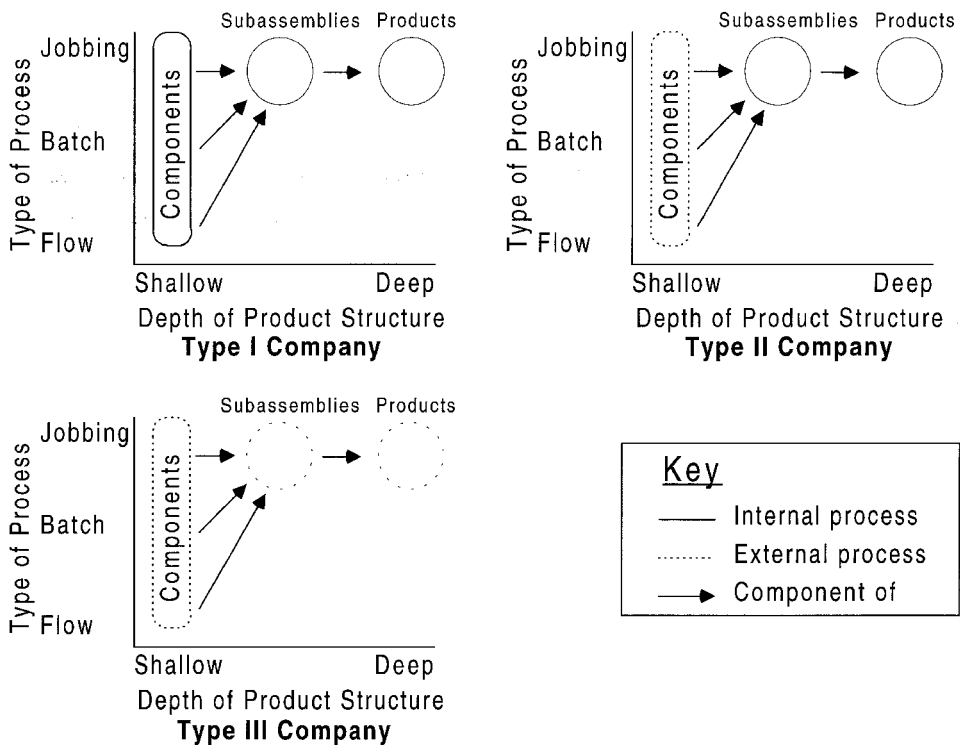 Subassemblies Products
Jobbing
Batch
Flow
Type of Process
Components
Shallow Deep
Depth of Product Structure
Type I Company
Subassemblies Products
Jobbing
Batch
Flow
Type of Process
Components
Shallow Deep
Depth of Product Structure
Type II Company
Subassemblies Products
Jobbing
Batch
Flow
Type of Process
Components
Shallow Deep
Depth of Product Structure
Type III Company
Key
Internal process
External process
Component of